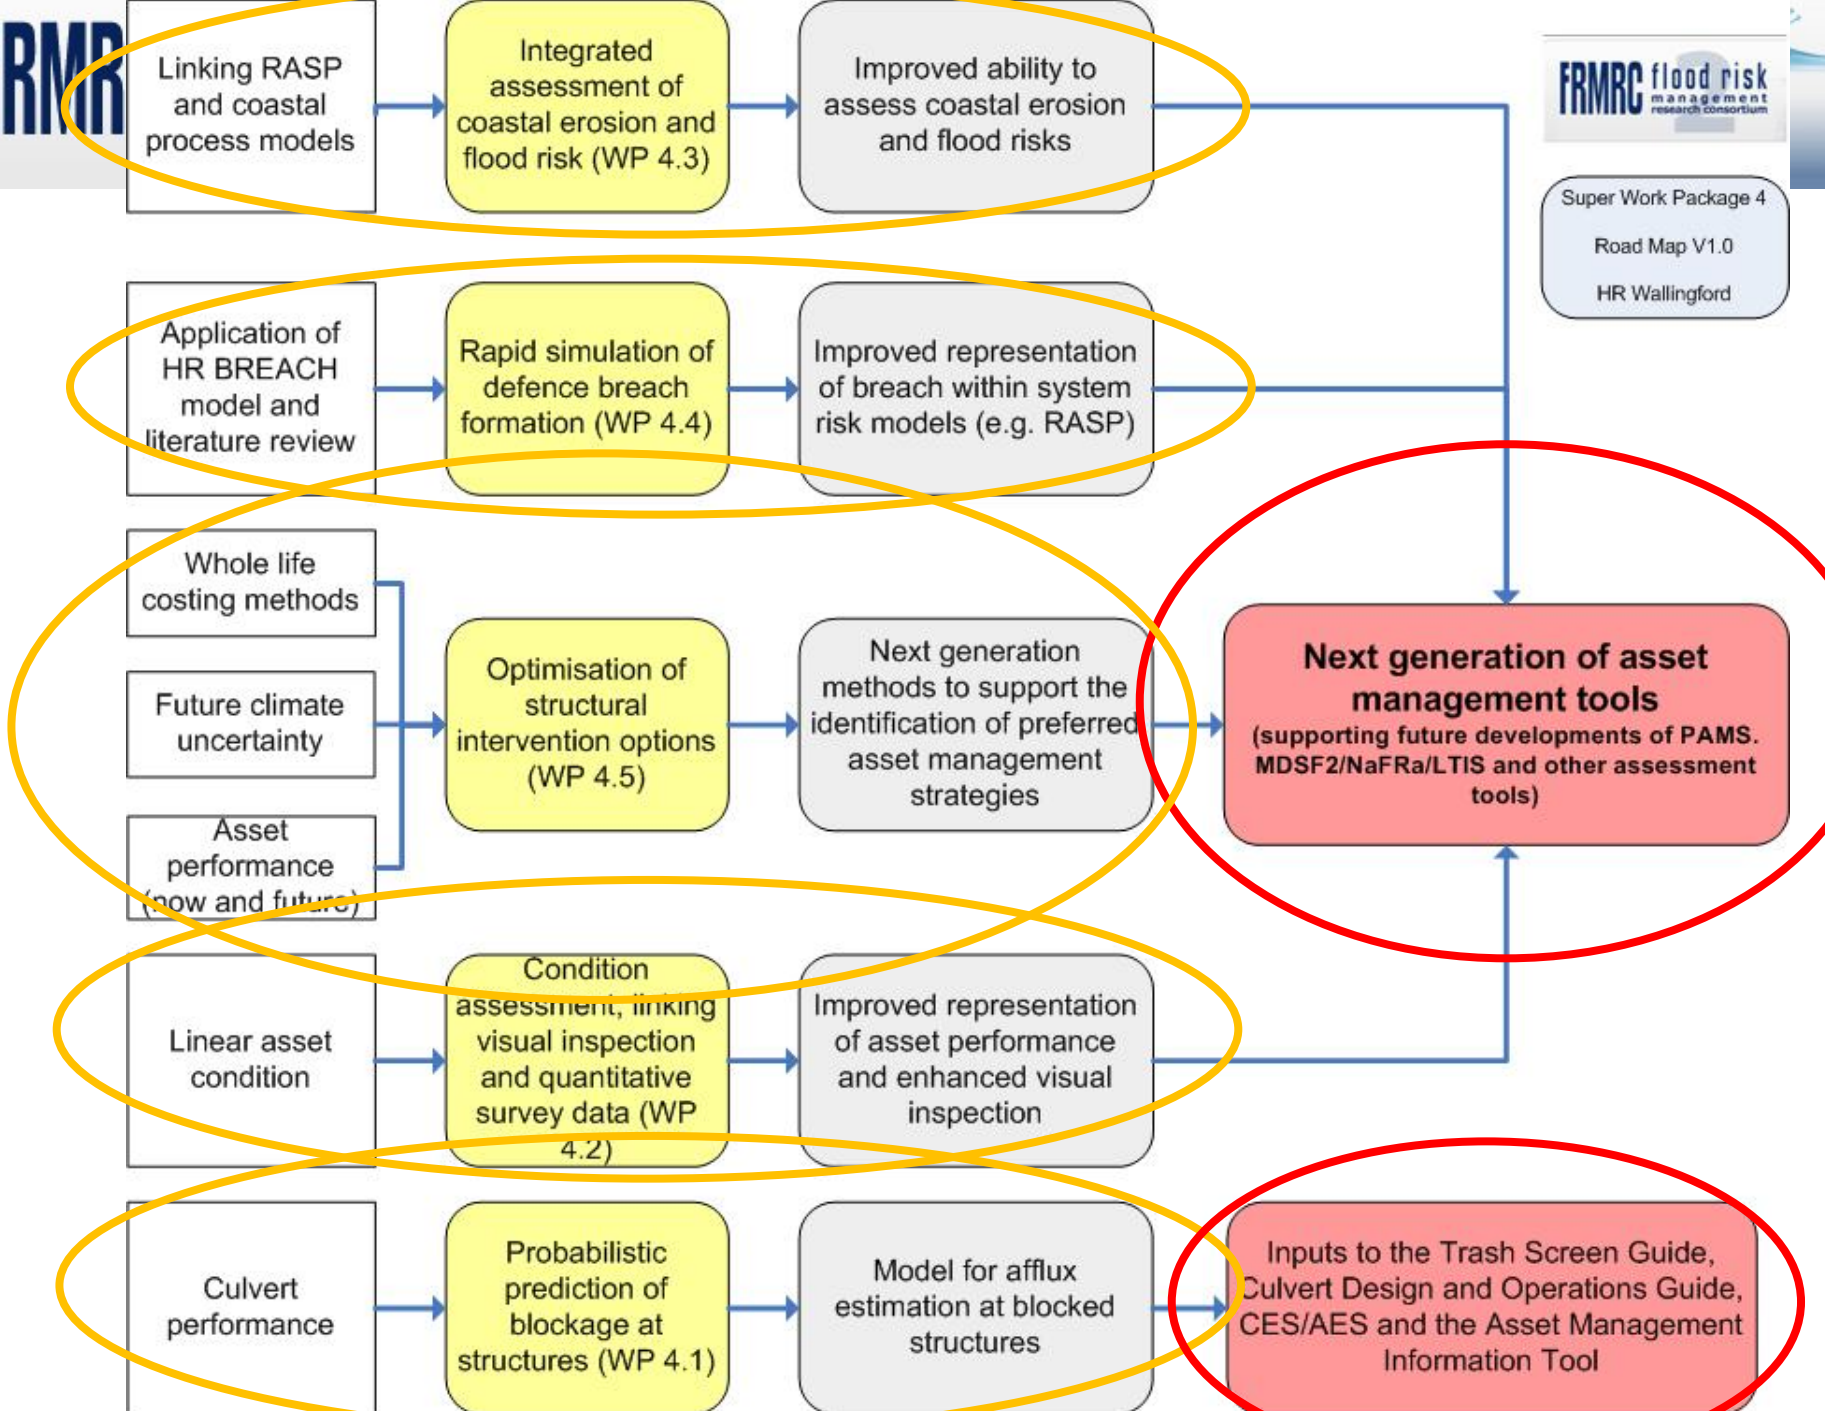 RMR
Linking RASP
and coastal
process models
Integrated
assessment of
coastal erosion and
flood risk (WP 4.3)
Improved ability to
assess coastal erosion
and flood risks
FRMRC flood risk
management
research consortium
2
Super Work Package 4
Road Map V1.0
HR Wallingford
Application of
HR BREACH
model and
literature review
Rapid simulation of
defence breach
formation (WP 4.4)
Improved representation
of breach within system
risk models (e.g. RASP)
Whole life
costing methods
Future climate
uncertainty
Asset
performance
(now and future)
Optimisation of
structural
intervention options
(WP 4.5)
Next generation
methods to support the
identification of preferred
asset management
strategies
Next generation of asset
management tools
(supporting future developments of PAMS.
MDSF2/NaFRa/LTIS and other assessment
tools)
Linear asset
condition
Condition
assessment, linking
visual inspection
and quantitative
survey data (WP
4.2)
Improved representation
of asset performance
and enhanced visual
inspection
Culvert
performance
Probabilistic
prediction of
blockage at
structures (WP 4.1)
Model for afflux
estimation at blocked
structures
Inputs to the Trash Screen Guide,
Culvert Design and Operations Guide,
CES/AES and the Asset Management
Information Tool